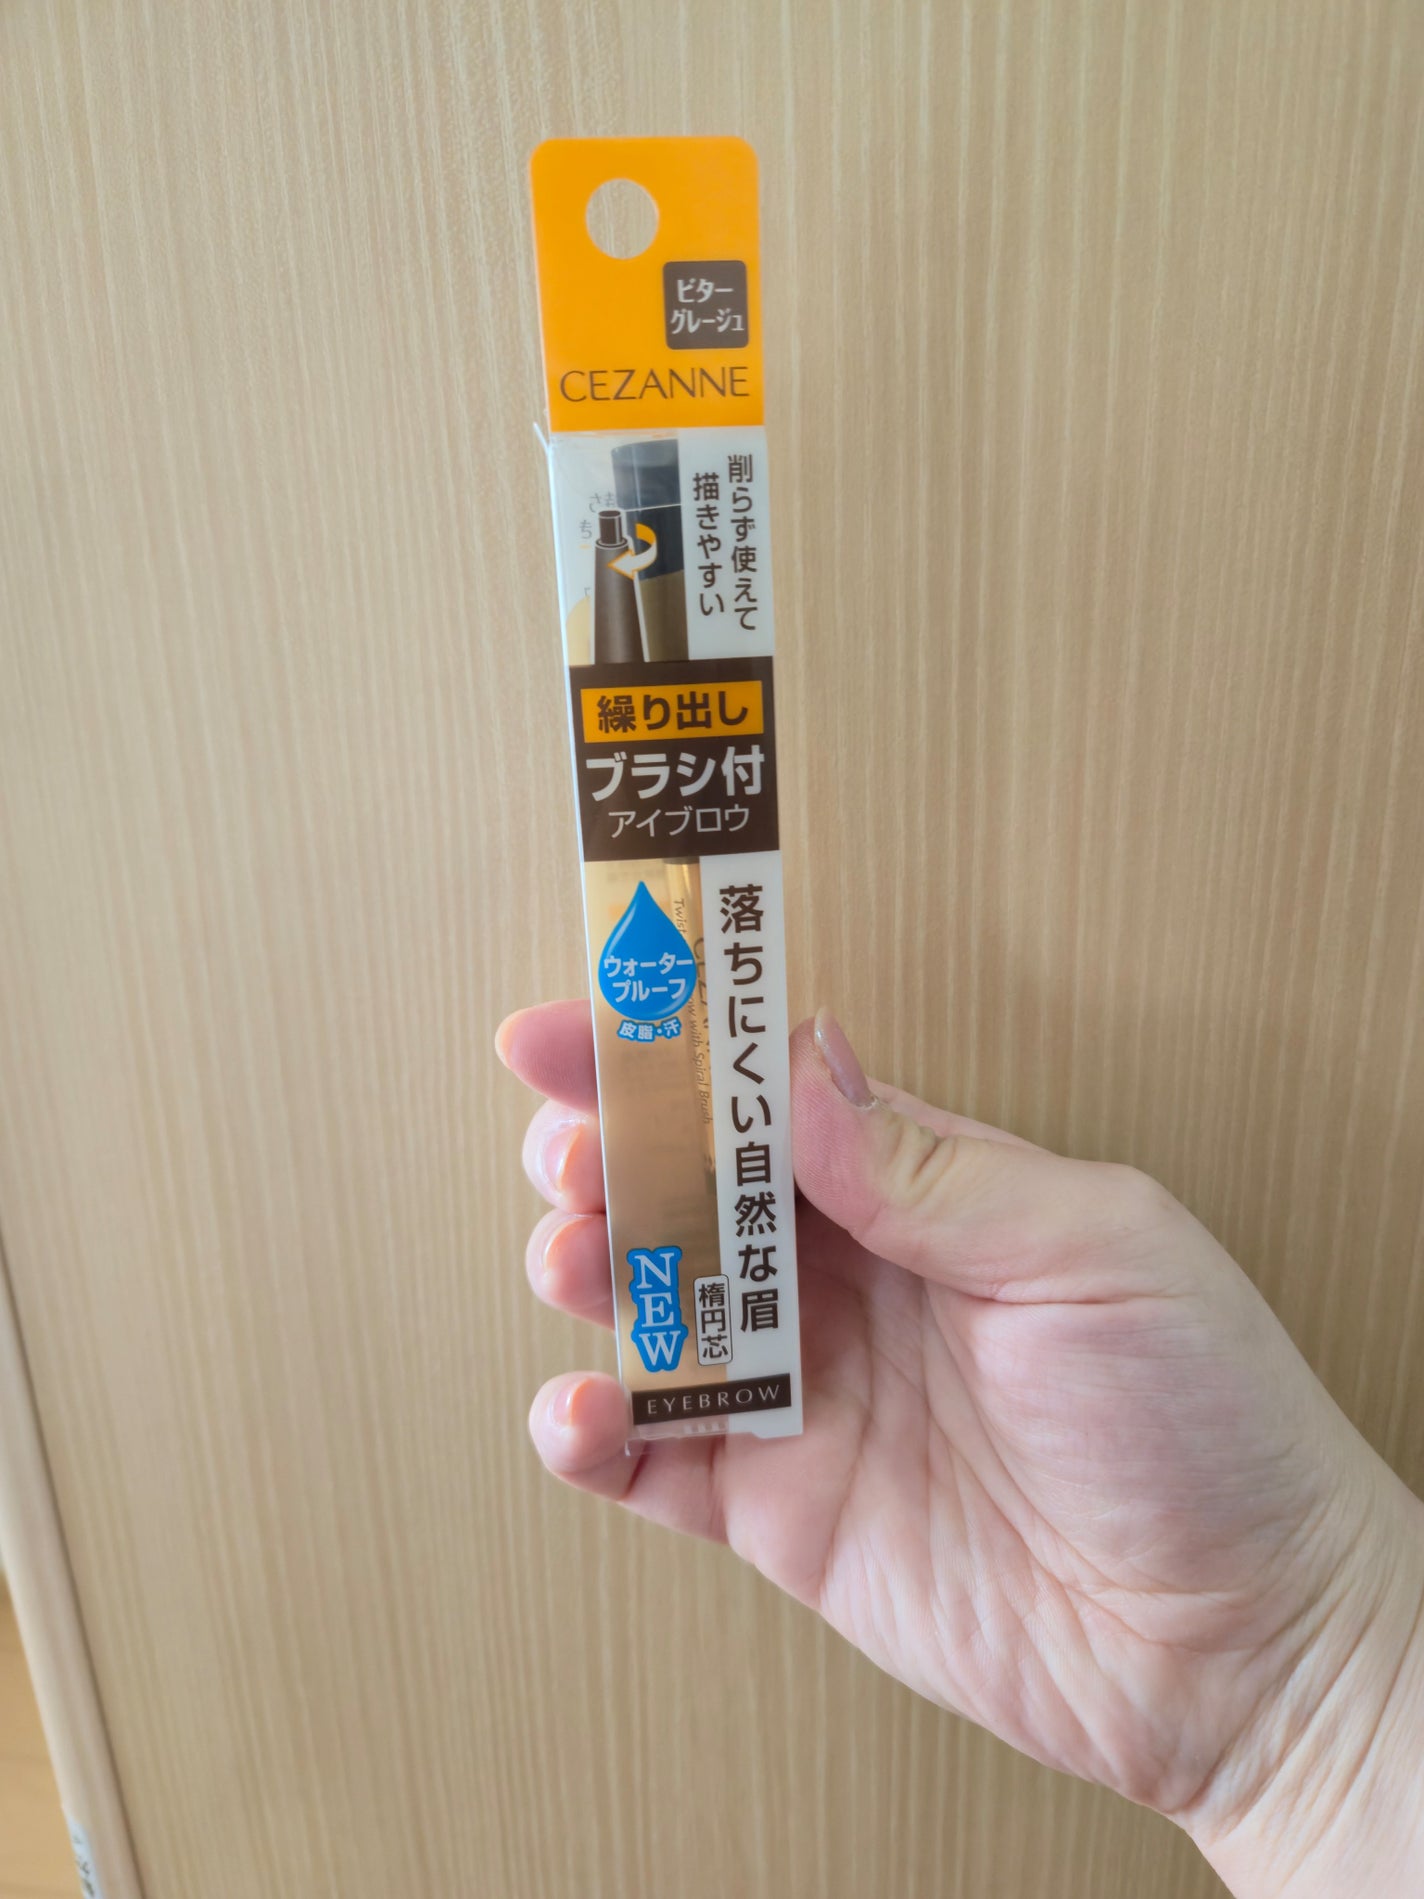 ビター
グレージュ
CEZANNE
削らず使えて
描きやすい
繰り出し
ブラシ付
アイブロウ
ウォーター
プルーフ
皮脂・汗
落ちにくい自然な眉
with Spiral Brush
NEW
楕円芯
EYEBROW